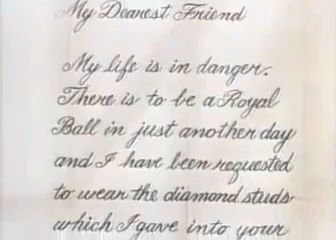 My Dearest Friend
My life is in danger.
There is to be a Royal
Ball in just another day
and I have been requested
to wear the diamond studs
which I gave into your